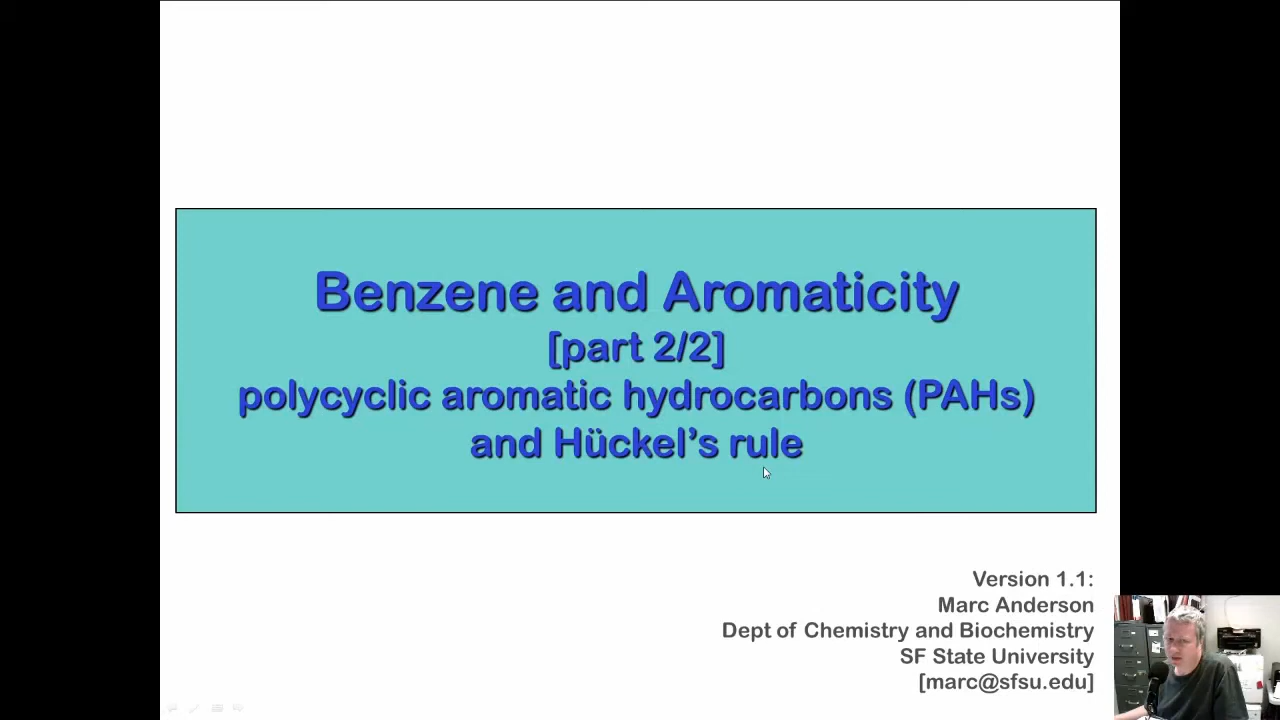 Benzene and Aromaticity
[part 2/2]
polycyclic aromatic hydrocarbons (PAHs)
and Hückel’s rule
Version 1.1:
Marc Anderson
Dept of Chemistry and Biochemistry
SF State University
[marc@sfsu.edu]